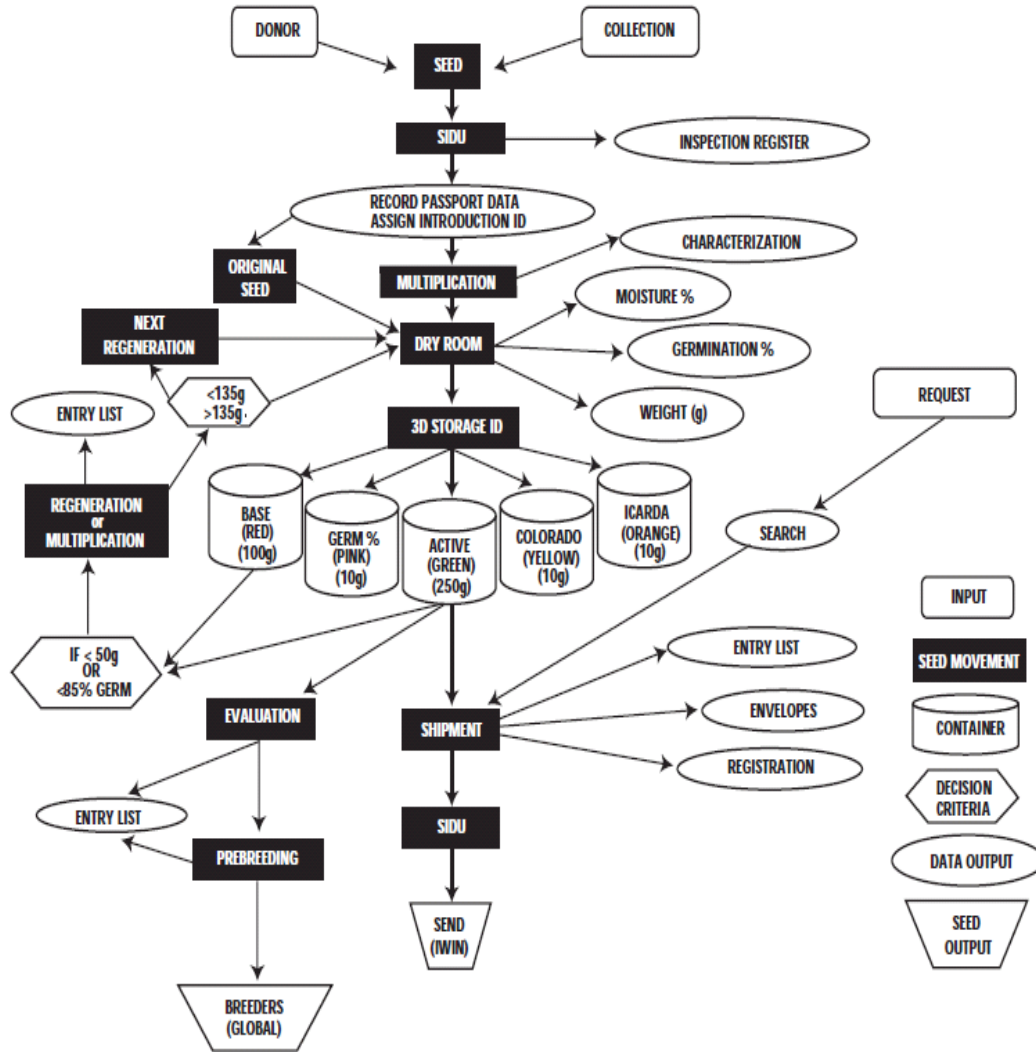 DONOR
COLLECTION
SEED
SIDU
INSPECTION REGISTER
RECORD PASSPORT DATA
ASSIGN INTRODUCTION ID
CHARACTERIZATION
ORIGINAL
SEED
MULTIPLICATION
MOISTURE %
NEXT
REGENERATION
DRY ROOM
GERMINATION %
<135g
>135g
ENTRY LIST
WEIGHT (g)
REQUEST
3D STORAGE ID
REGENERATION
or
MULTIPLICATION
BASE
(RED)
(100g)
GERM %
(PINK)
(10g)
ACTIVE
(GREEN)
(250g)
COLORADO
(YELLOW)
(10g)
ICARDA
(ORANGE)
(10g)
SEARCH
INPUT
IF < 50g
OR
<85% GERM
ENTRY LIST
SEED MOVEMENT
EVALUATION
SHIPMENT
ENVELOPES
CONTAINER
REGISTRATION
DECISION
CRITERIA
ENTRY LIST
SIDU
PREBREEDING
DATA OUTPUT
SEND
(IWIN)
SEED
OUTPUT
BREEDERS
(GLOBAL)